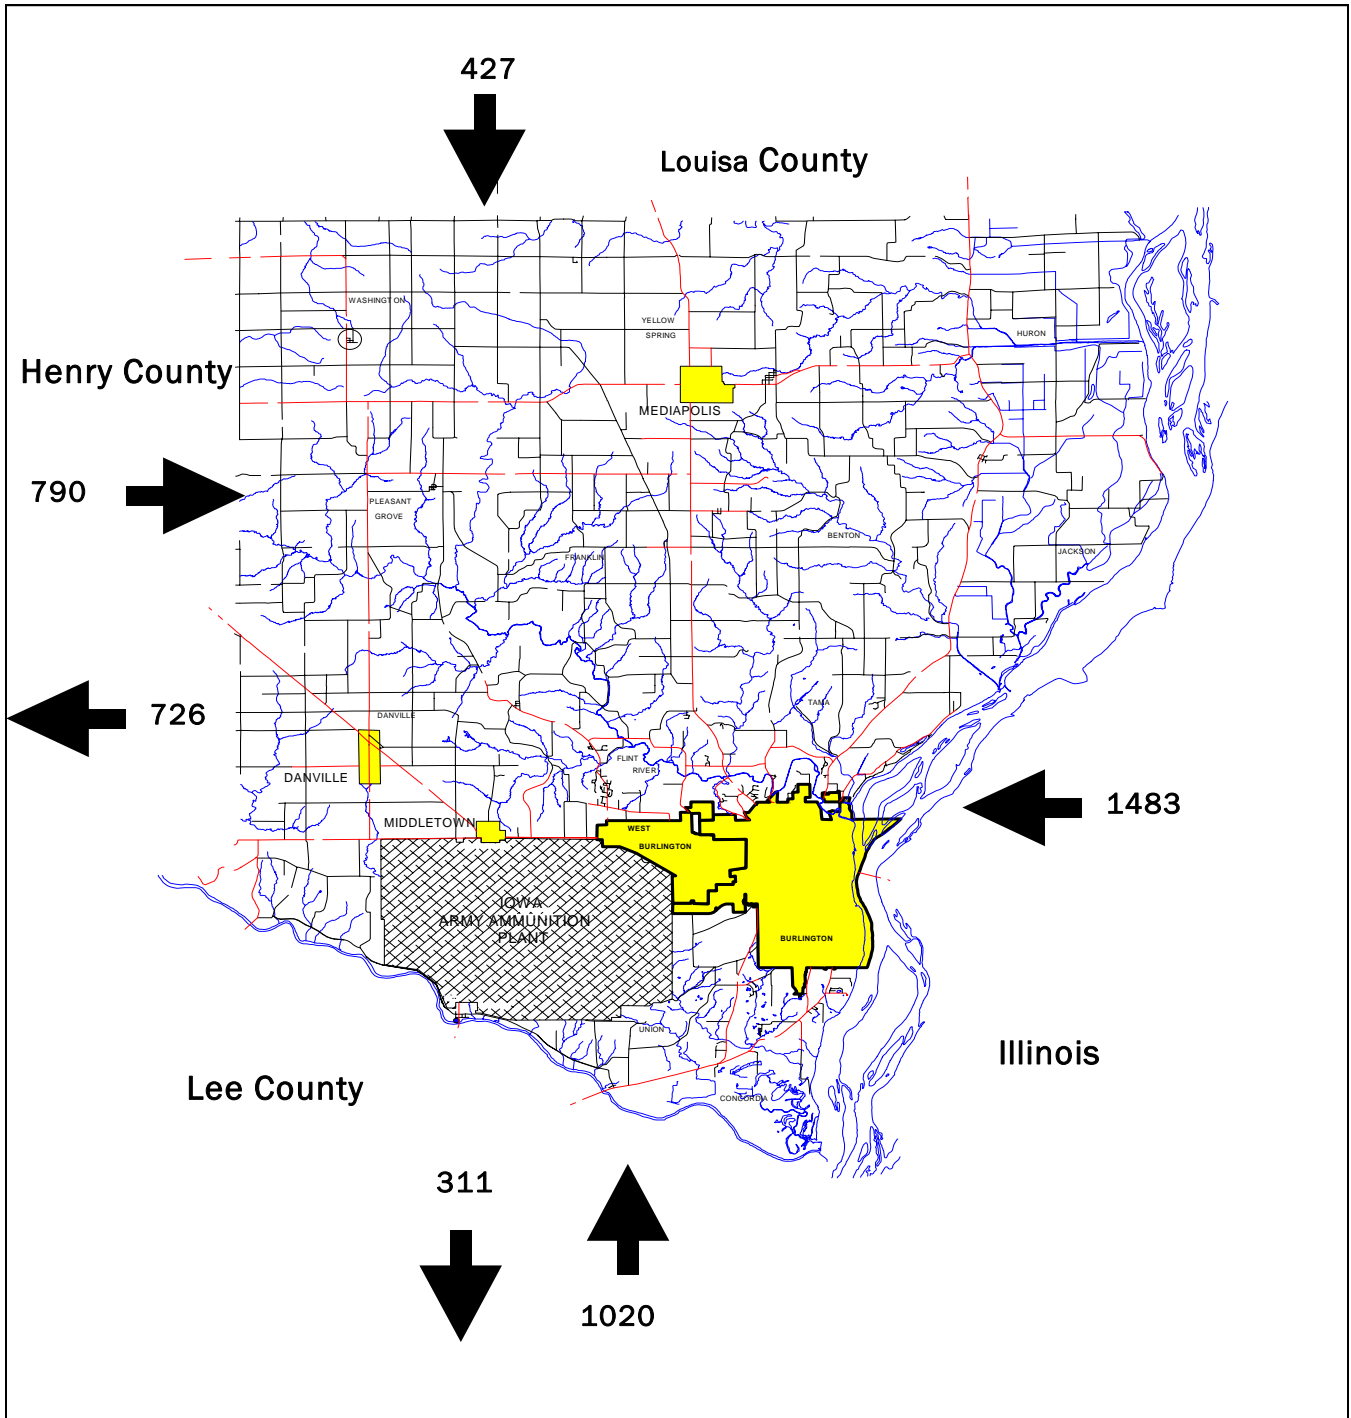 427
Louisa County
WASHINGTON
YELLOW
SPRING
HURON
Henry County
MEDIAPOLIS
790
PLEASANT
GROVE
BENTON
FRANKLIN
JACKSON
TAMA
726
DANVILLE
FLINT
RIVER
DANVILLE
1483
MIDDLETOWN
WEST
BURLINGTON
IOWA
ARMY AMMUNITION
PLANT
BURLINGTON
UNION
Illinois
Lee County
CONCORDIA
311
1020